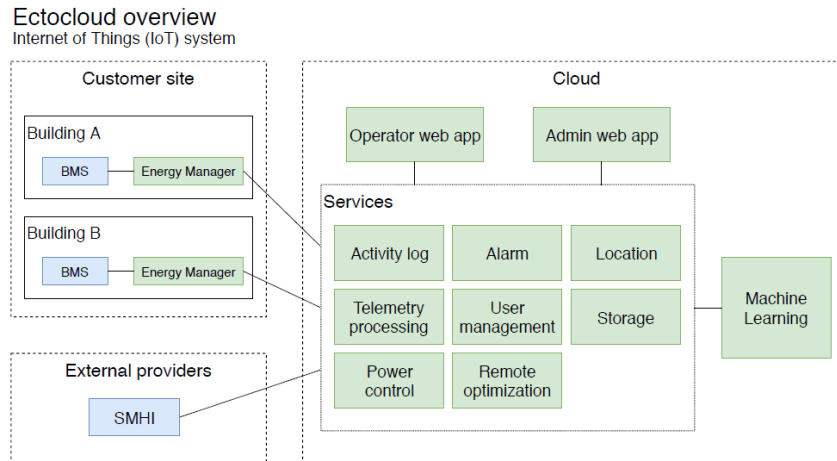 Ectocloud overview
Internet of Things (IoT) system
Customer site
Building A
BMS
Energy Manager
Building B
BMS
Energy Manager
External providers
SMHI
Cloud
Operator web app
Admin web app
Services
Activity log
Alarm
Location
Telemetry
processing
User
management
Storage
Power
control
Remote
optimization
Machine
Learning